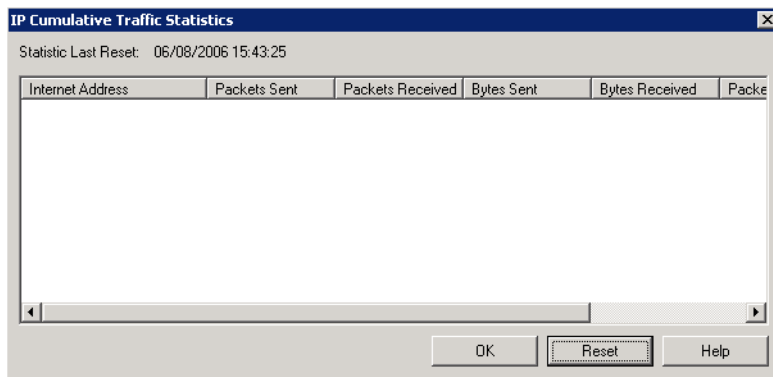 IP Cumulative Traffic Statistics
Statistic Last Reset: 06/08/2006 15:43:25
Internet Address Packets Sent Packets Received Bytes Sent Bytes Received Packe
OK Reset Help